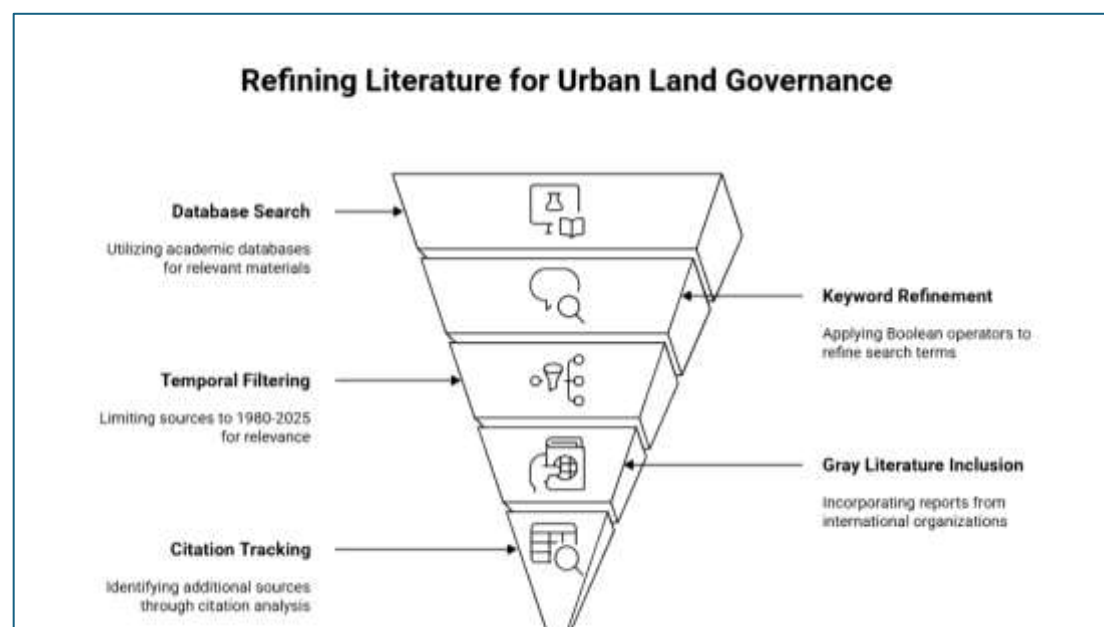 Refining Literature for Urban Land Governance
Database Search
Utilizing academic databases
for relevant materials
Keyword Refinement
Applying Boolean operators to
refine search terms
Temporal Filtering
Limiting sources to 1980-2025
for relevance
Gray Literature Inclusion
Incorporating reports from
international organizations
Citation Tracking
Identifying additional sources
through citation analysis